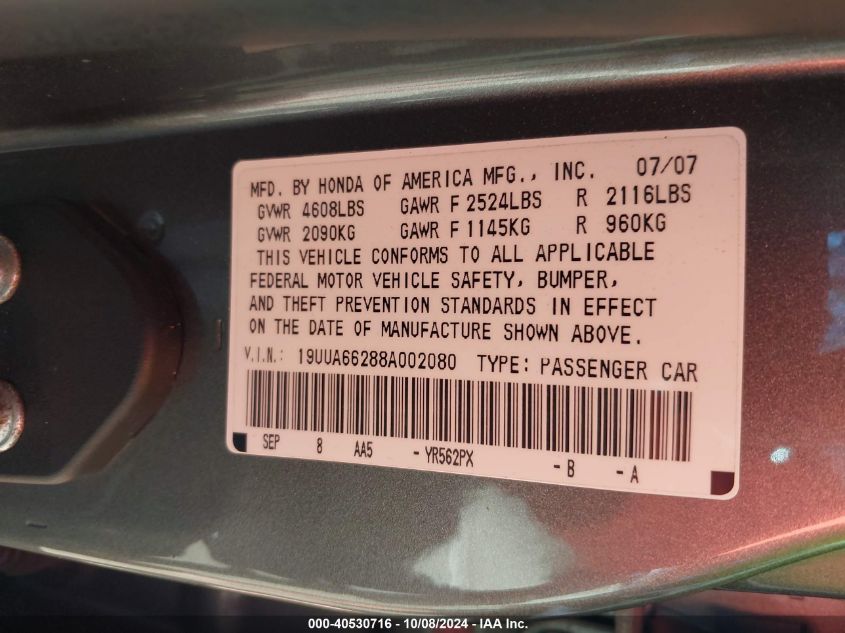 MFD. BY HONDA OF AMERICA MFG., INC. 07/07
GVWR 4608LBS GAWR F 2524LBS R 2116LBS
GVWR 2090KG GAWR F 1145KG R 960KG
THIS VEHICLE CONFORMS TO ALL APPLICABLE
FEDERAL MOTOR VEHICLE SAFETY, BUMPER,
AND THEFT PREVENTION STANDARDS IN EFFECT
ON THE DATE OF MANUFACTURE SHOWN ABOVE.
V.I.N.: 19UUA66288A002080 TYPE: PASSENGER CAR
SEP 8 AA5 - YR562PX - B - A
000-40530716 - 10/08/2024 - IAA Inc.